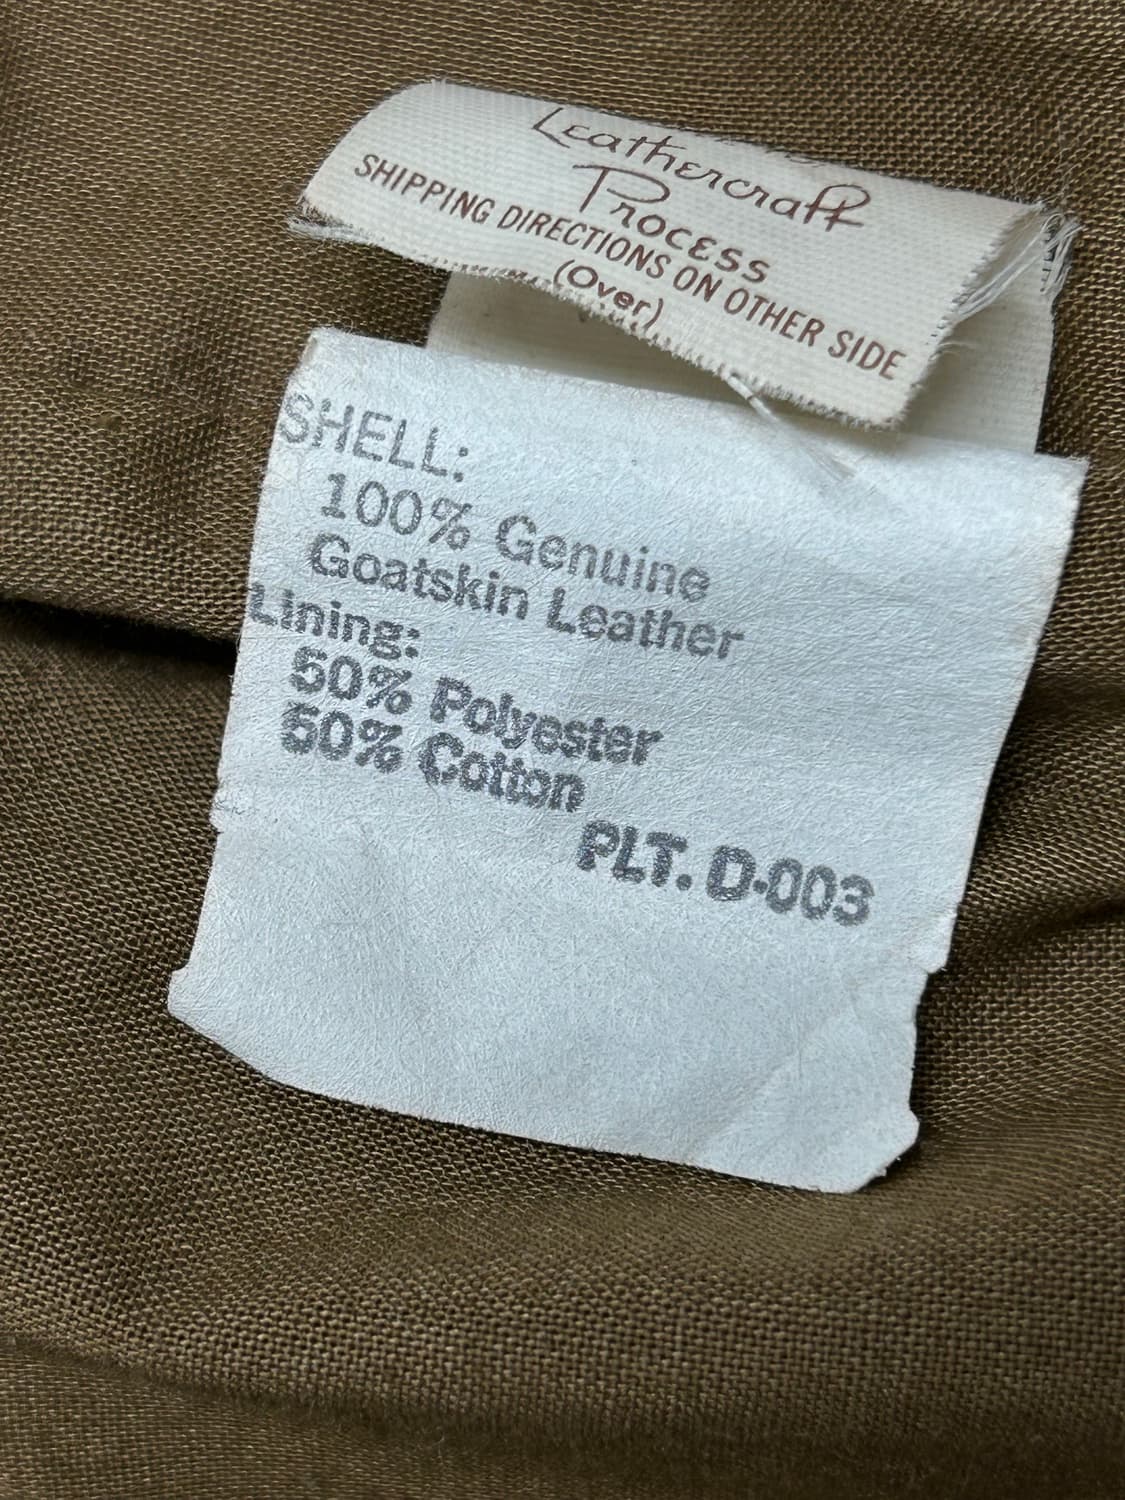 Leathercraft
Process
SHIPPING DIRECTIONS ON OTHER SIDE
(Over)
SHELL:
100% Genuine
Goatskin Leather
Lining:
50% Polyester
50% Cotton
PLT. D-003